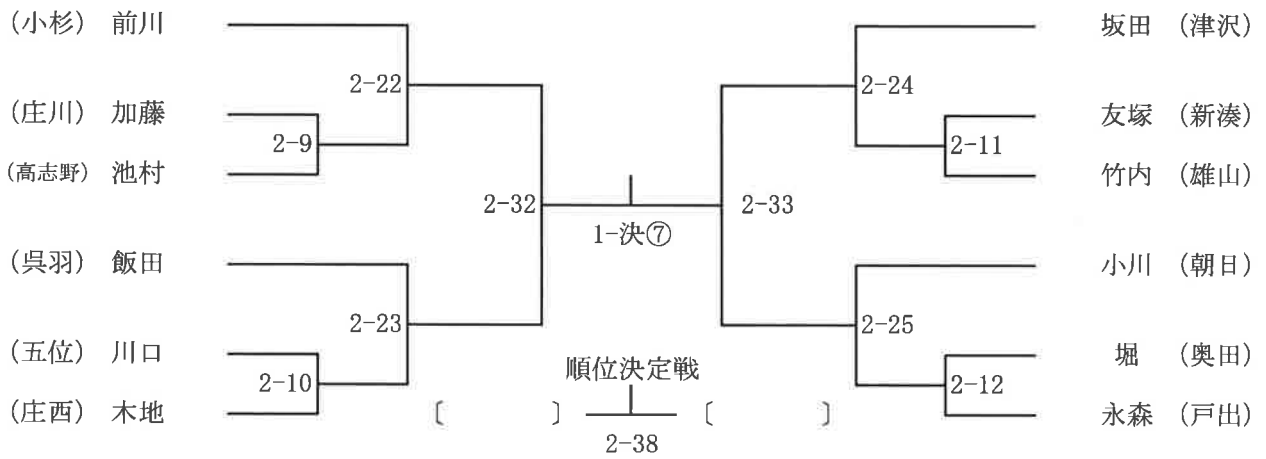 (小杉) 前川 坂田 (津沢)
2-22 2-24
(庄川) 加藤 友塚 (新湊)
2-9 2-11
(高志野) 池村 竹内 (雄山)
2-32 2-33
1-決⑦
(呉羽) 飯田 小川 (朝日)
2-23 2-25
(五位) 川口 堀 (奥田)
順位決定戦
2-10 2-12
(庄西) 木地 〔 〕 〔 〕 永森 (戸出)
2-38